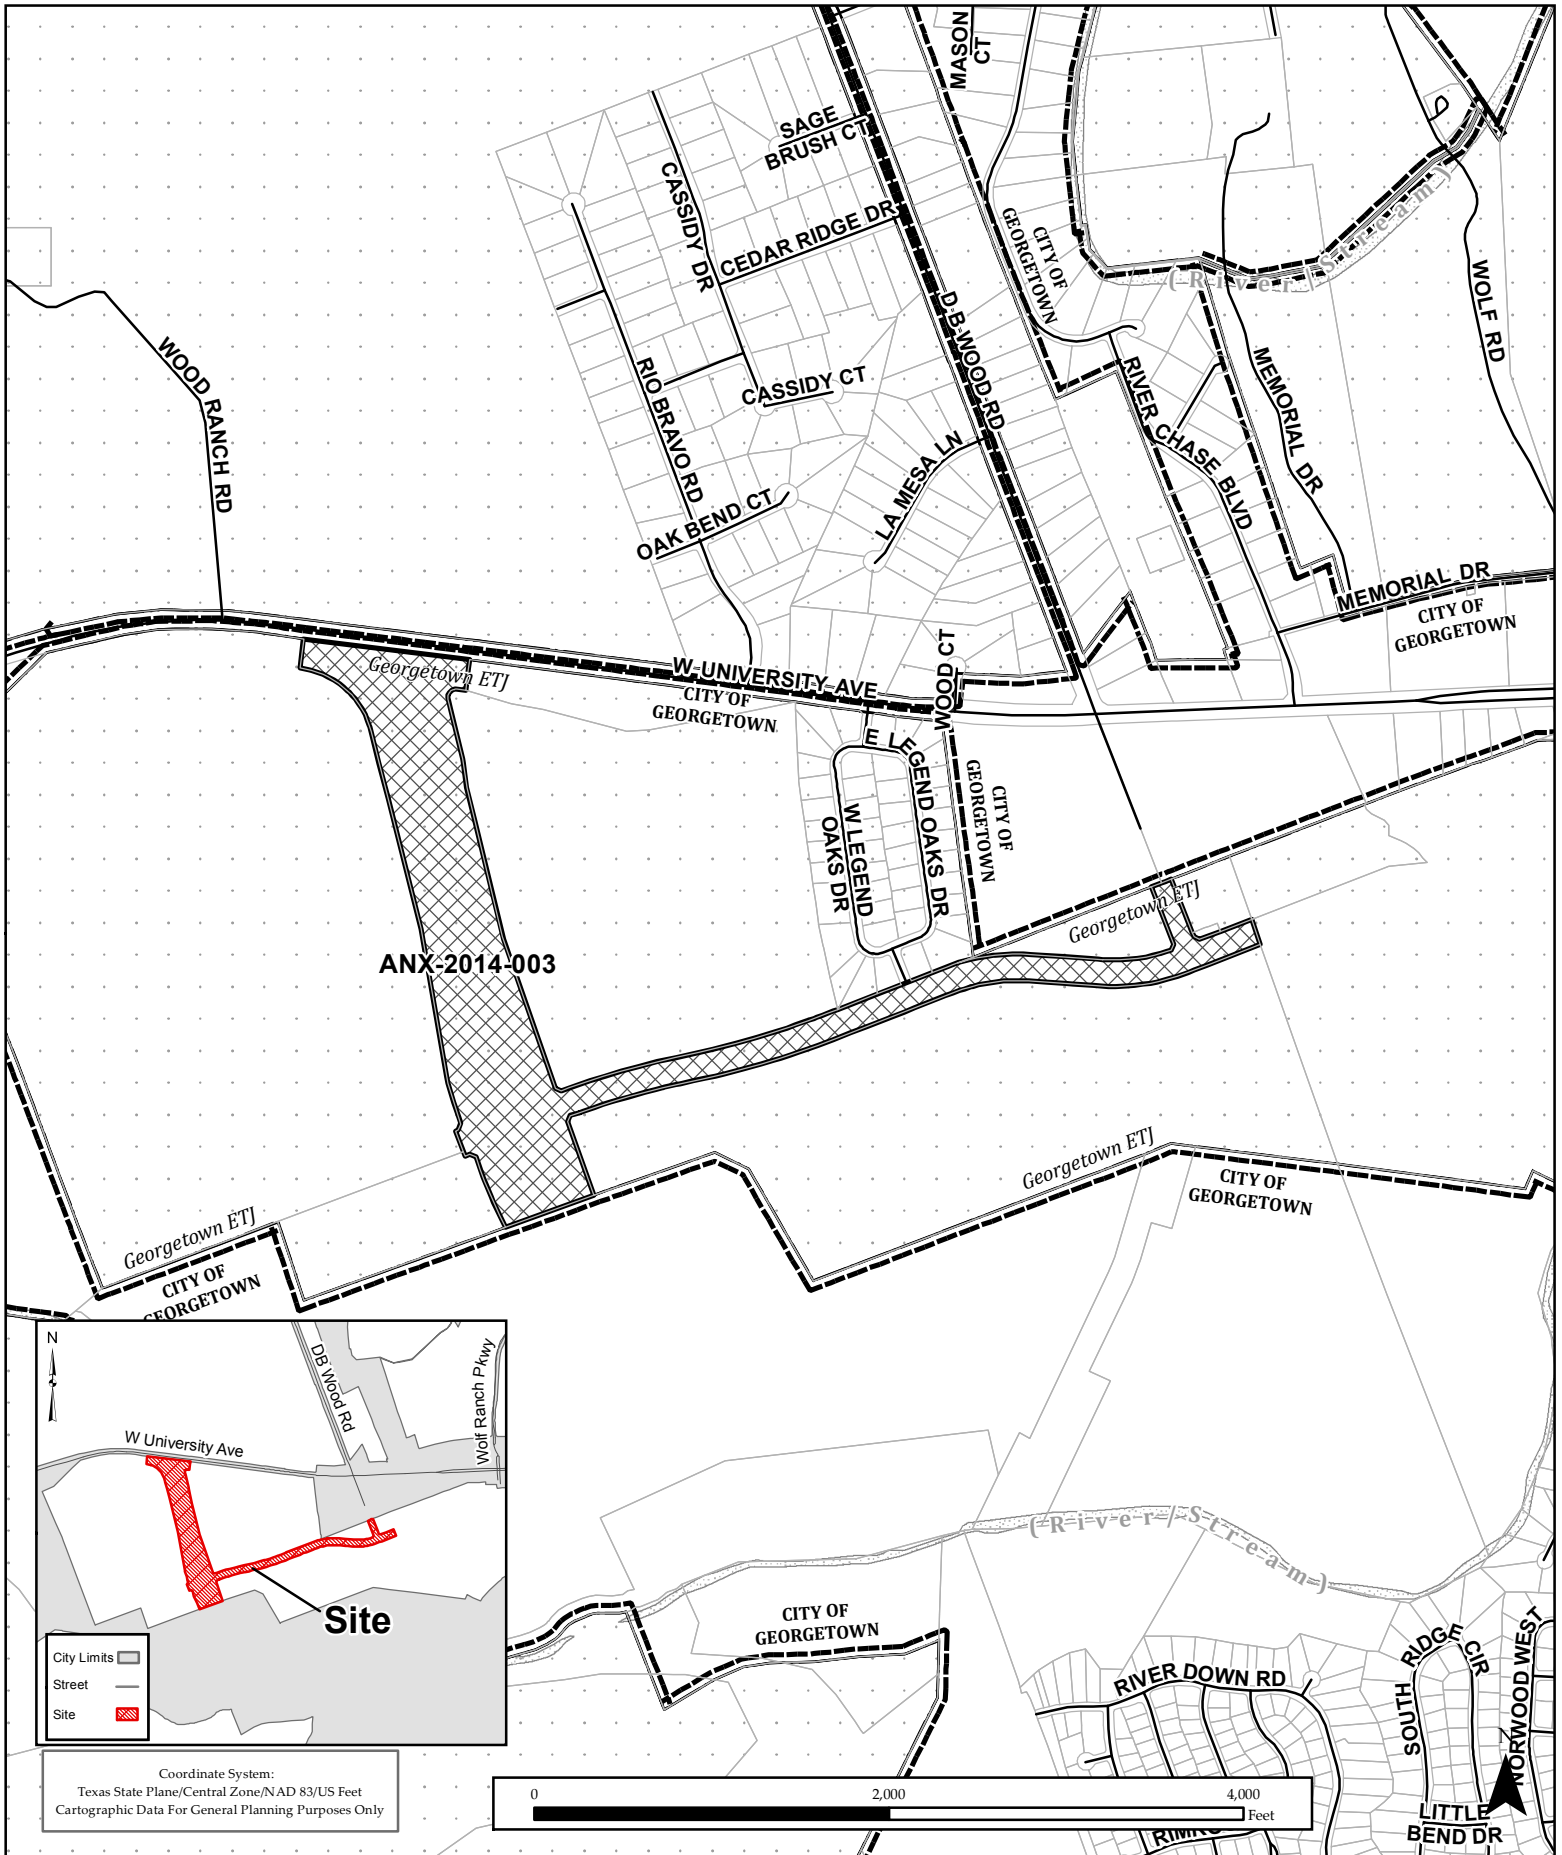 MASON
CT
SAGE
BRUSH CT
CASSIDY DR
CEDAR RIDGE DR
CITY OF
GEORGETOWN
(River/Stream)
WOLF RD
D B WOOD RD
WOOD RANCH RD
RIO BRAVO RD
CASSIDY CT
RIVER CHASE BLVD
MEMORIAL DR
LA MESA LN
OAK BEND CT
MEMORIAL DR
CITY OF
GEORGETOWN
Georgetown ETJ
W UNIVERSITY AVE
CITY OF
GEORGETOWN
WOOD CT
E LEGEND OAKS DR
W LEGEND
OAKS DR
CITY OF
GEORGETOWN
Georgetown ETJ
ANX-2014-003
Georgetown ETJ
CITY OF
GEORGETOWN
Georgetown ETJ
CITY OF
GEORGETOWN
N
DB Wood Rd
Wolf Ranch Pkwy
W University Ave
Site
City Limits
Street
Site
(River/Stream)
CITY OF
GEORGETOWN
RIVER DOWN RD
SOUTH
RIDGE CIR
NORWOOD WEST
N
LITTLE
BEND DR
Coordinate System:
Texas State Plane/Central Zone/NAD 83/US Feet
Cartographic Data For General Planning Purposes Only
0 2,000 4,000
Feet